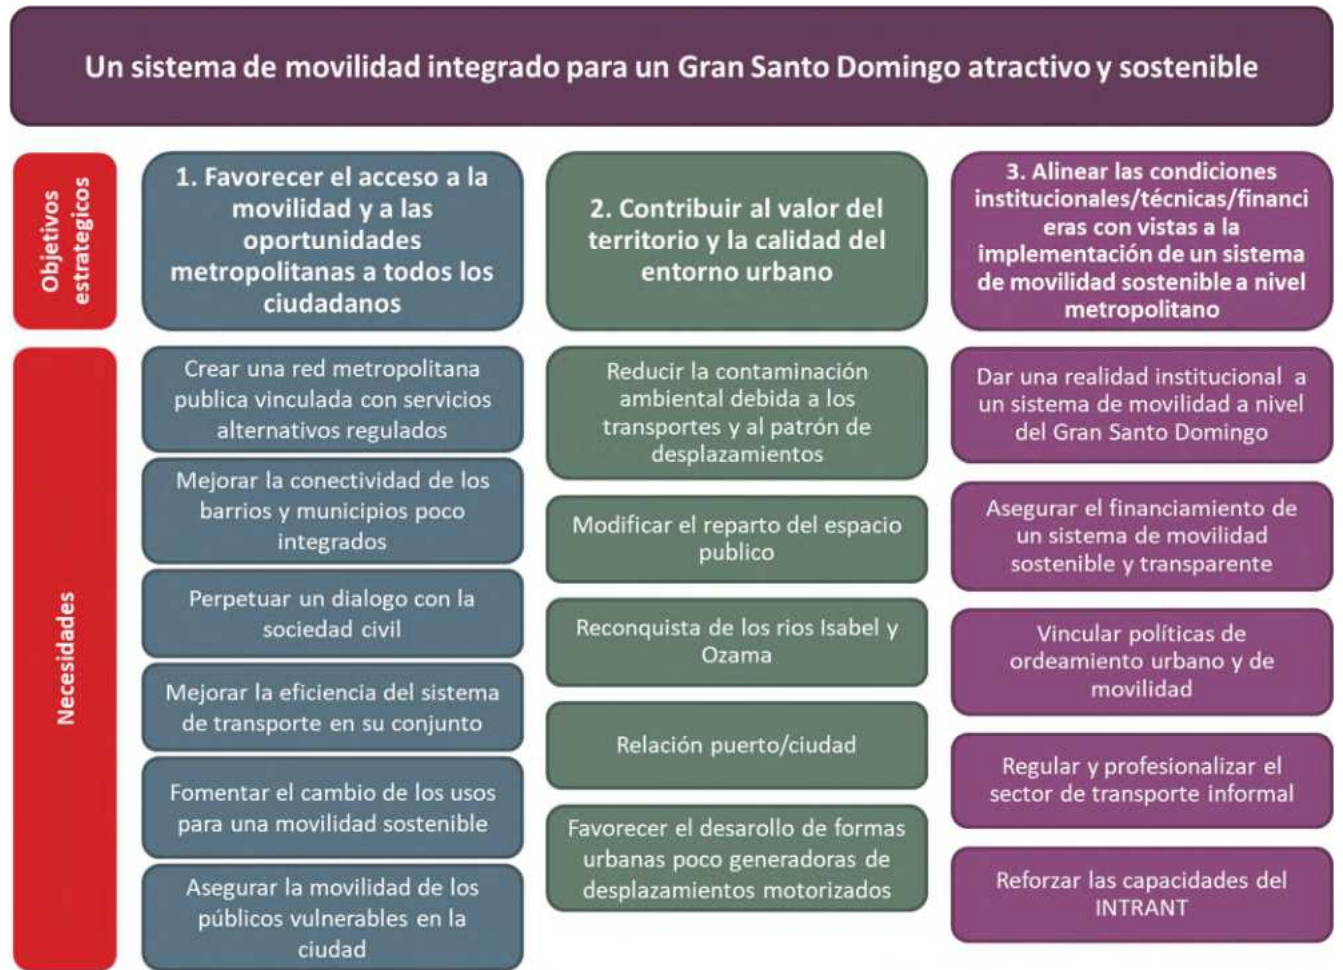 Un sistema de movilidad integrado para un Gran Santo Domingo atractivo y sostenible
Objetivos
estrategicos
1. Favorecer el acceso a la
movilidad y a las
oportunidades
metropolitanas a todos los
ciudadanos
2. Contribuir al valor del
territorio y la calidad del
entorno urbano
3. Alinear las condiciones
institucionales/técnicas/financi
eras con vistas a la
implementación de un sistema
de movilidad sostenible a nivel
metropolitano
Necesidades
Crear una red metropolitana
publica vinculada con servicios
alternativos regulados
Mejorar la conectividad de los
barrios y municipios poco
integrados
Perpetuar un dialogo con la
sociedad civil
Mejorar la eficiencia del sistema
de transporte en su conjunto
Fomentar el cambio de los usos
para una movilidad sostenible
Asegurar la movilidad de los
públicos vulnerables en la
ciudad
Reducir la contaminación
ambiental debida a los
transportes y al patrón de
desplazamientos
Modificar el reparto del espacio
publico
Reconquista de los rios Isabel y
Ozama
Relación puerto/ciudad
Favorecer el desarollo de formas
urbanas poco generadoras de
desplazamientos motorizados
Dar una realidad institucional a
un sistema de movilidad a nivel
del Gran Santo Domingo
Asegurar el financiamiento de
un sistema de movilidad
sostenible y transparente
Vincular políticas de
ordeamiento urbano y de
movilidad
Regular y profesionalizar el
sector de transporte informal
Reforzar las capacidades del
INTRANT